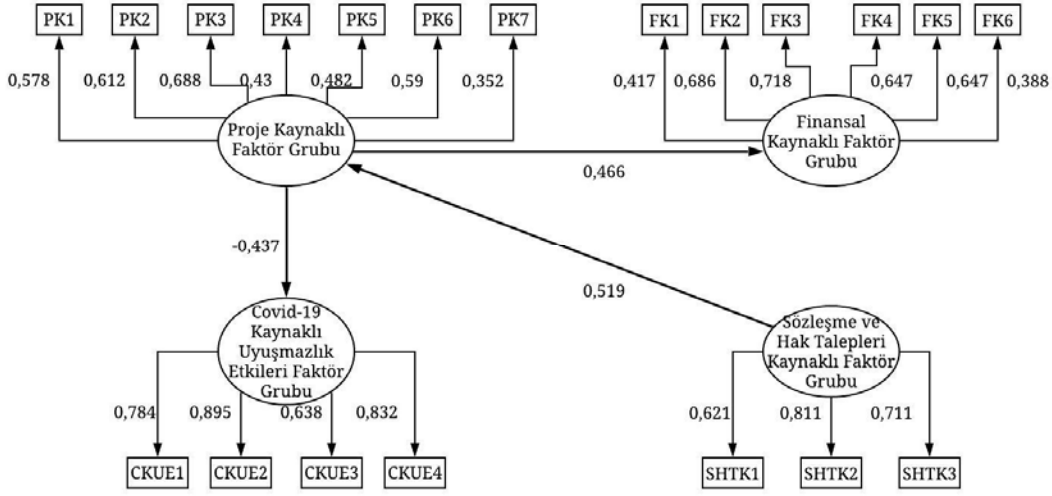 PK1 PK2 PK3 PK4 PK5 PK6 PK7
FK1 FK2 FK3 FK4 FK5 FK6
0,578 0,612 0,688 0,43 0,482 0,59 0,352
0,417 0,686 0,718 0,647 0,647 0,388
Proje Kaynaklı
Faktör Grubu
Finansal
Kaynaklı Faktör
Grubu
0,466
-0,437
0,519
Covid-19
Kaynaklı
Uyuşmazlık
Etkileri Faktör
Grubu
Sözleşme ve
Hak Talepleri
Kaynaklı Faktör
Grubu
0,784 0,895 0,638 0,832
0,621 0,811 0,711
CKUE1 CKUE2 CKUE3 CKUE4
SHTK1 SHTK2 SHTK3